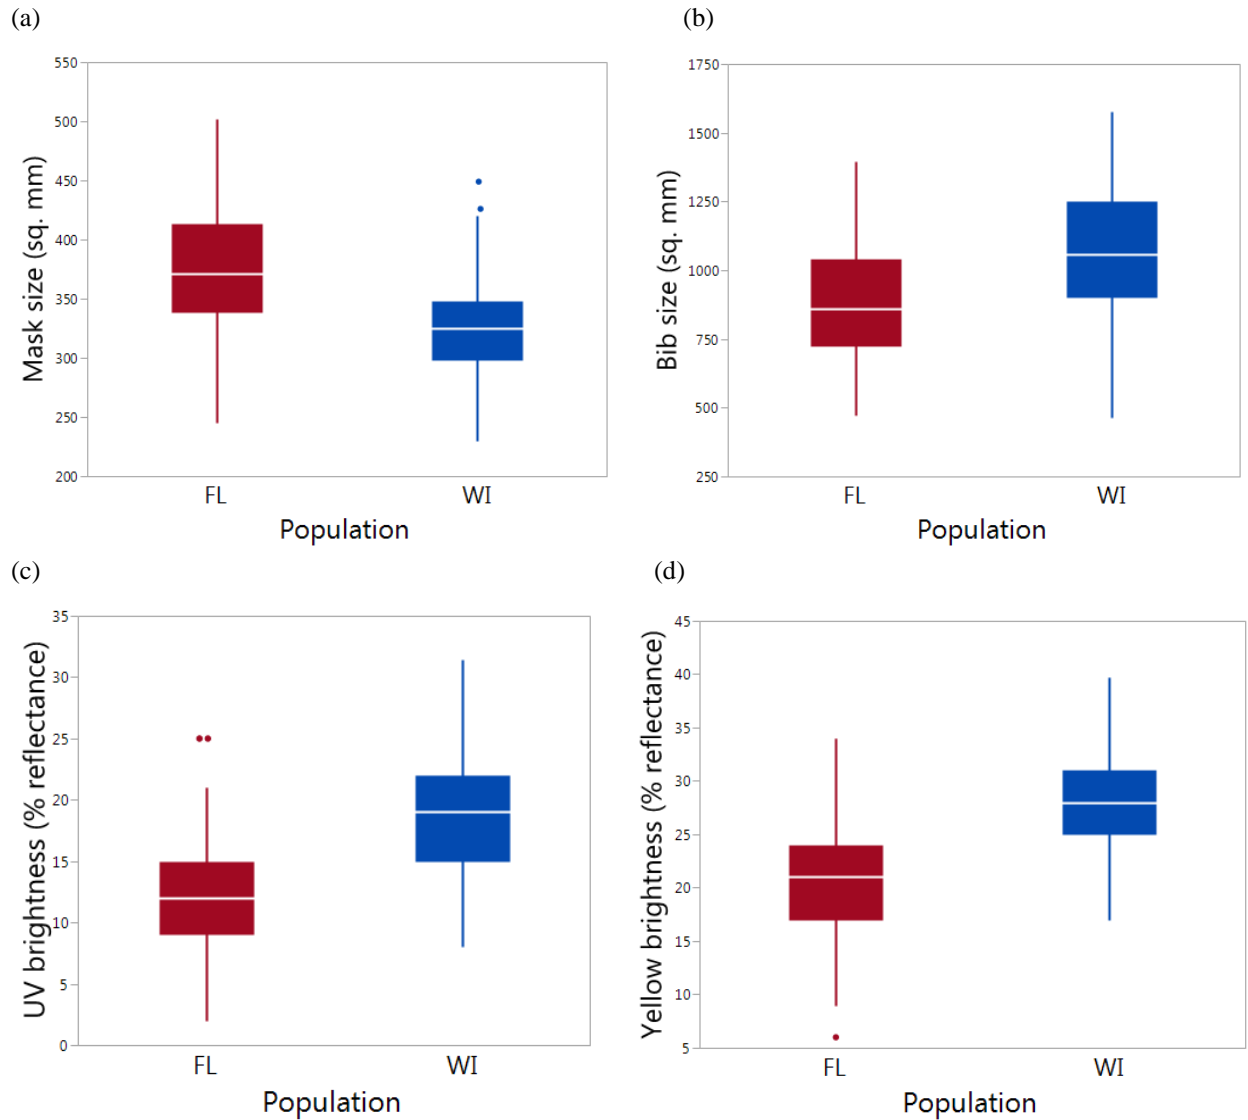 (a)
Mask size (sq. mm)
550
500
450
400
350
300
250
200
FL WI
Population
(b)
Bib size (sq. mm)
1750
1500
1250
1000
750
500
250
FL WI
Population
(c)
UV brightness (% reflectance)
35
30
25
20
15
10
5
0
FL WI
Population
(d)
Yellow brightness (% reflectance)
45
40
35
30
25
20
15
10
5
FL WI
Population